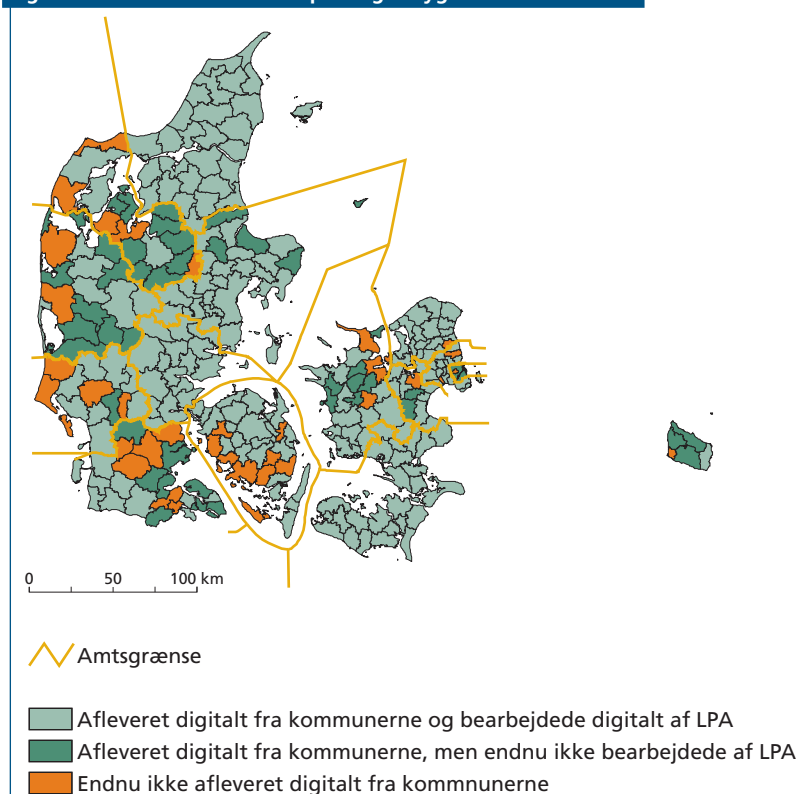 0 50 100 km
Amtsgrænse
Afleveret digitalt fra kommunerne og bearbejdede digitalt af LPA
Afleveret digitalt fra kommunerne, men endnu ikke bearbejdede af LPA
Endnu ikke afleveret digitalt fra kommnunerne